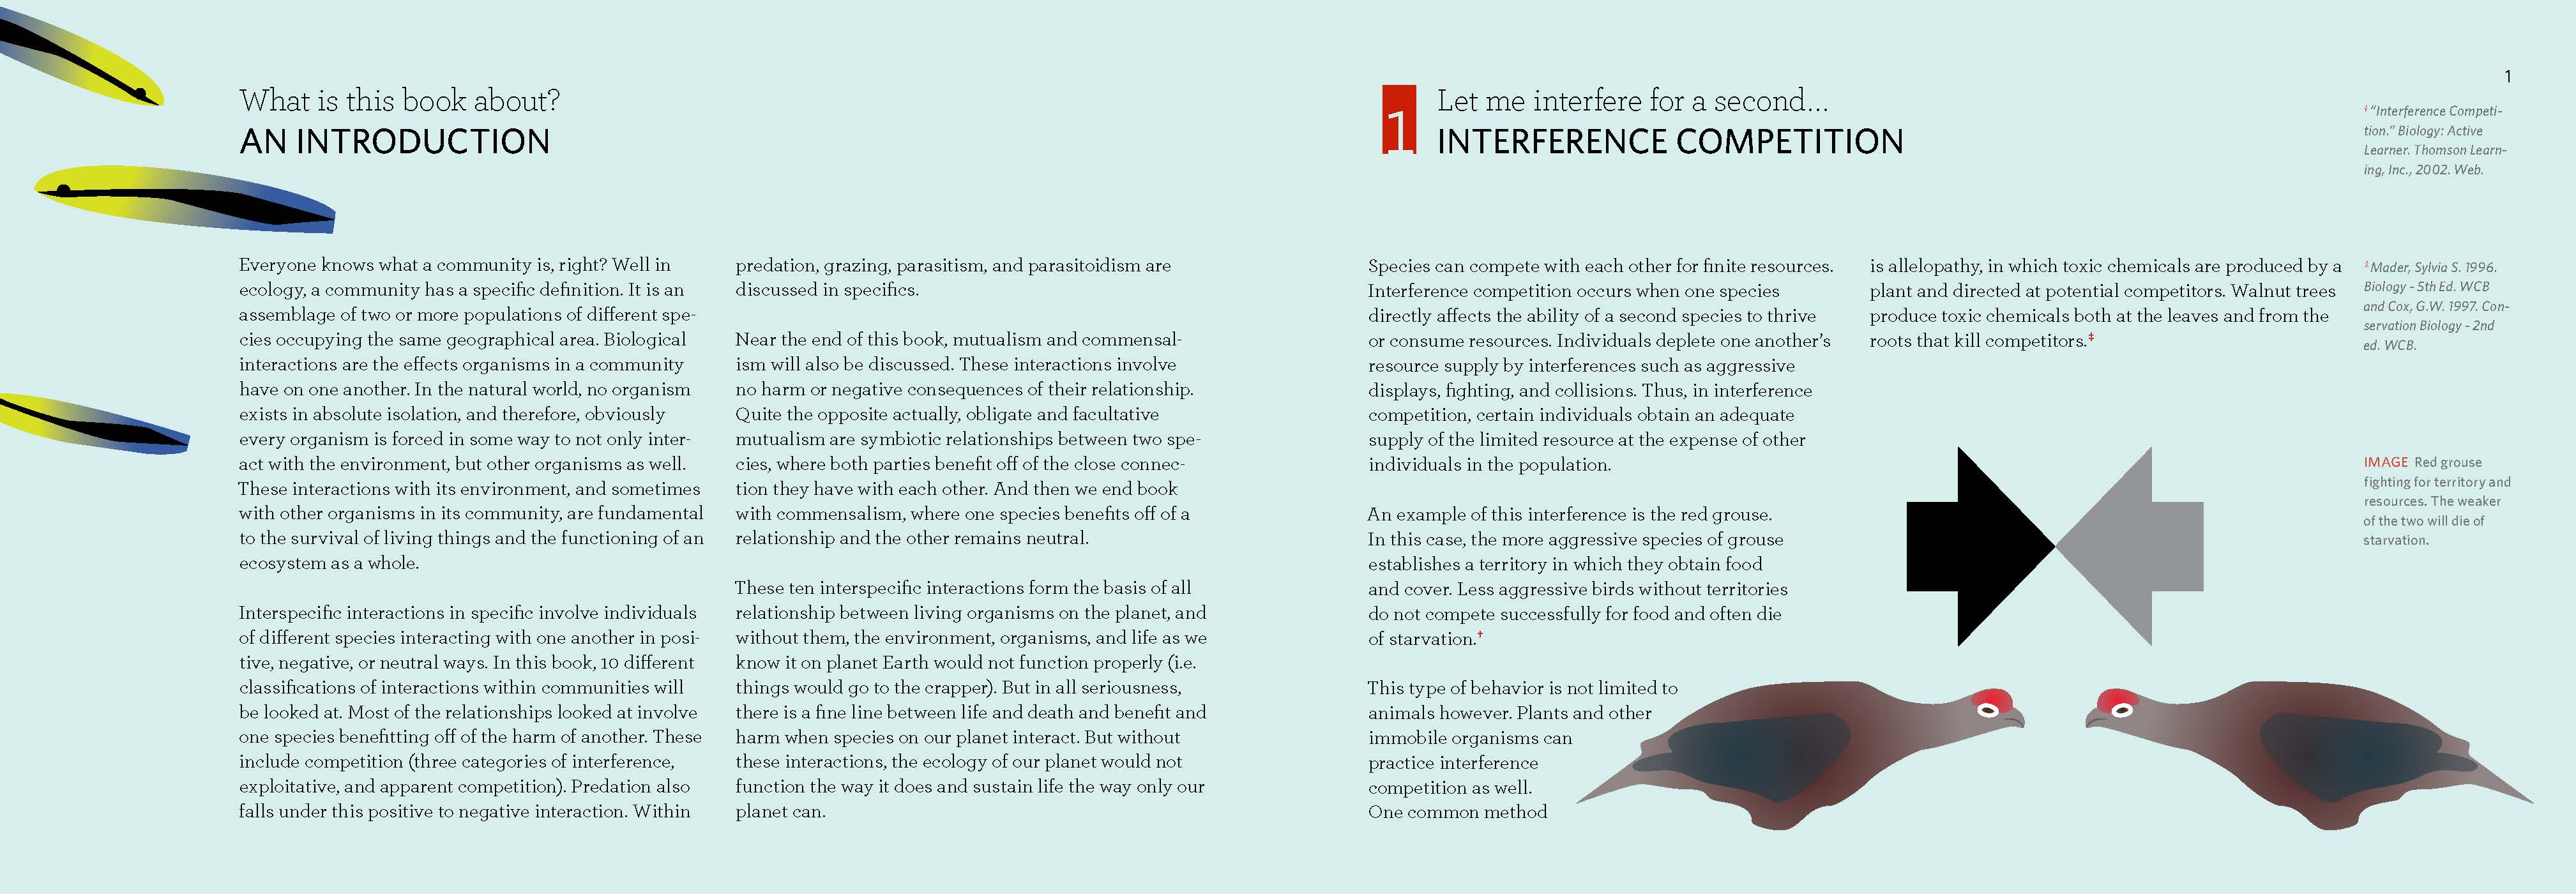 What is this book about?
AN INTRODUCTION
Everyone knows what a community is, right? Well in
ecology, a community has a specific definition. It is an
assemblage of two or more populations of different spe-
cies occupying the same geographical area. Biological
interactions are the effects organisms in a community
have on one another. In the natural world, no organism
exists in absolute isolation, and therefore, obviously
every organism is forced in some way to not only inter-
act with the environment, but other organisms as well.
These interactions with its environment, and sometimes
with other organisms in its community, are fundamental
to the survival of living things and the functioning of an
ecosystem as a whole.
Interspecific interactions in specific involve individuals
of different species interacting with one another in posi-
tive, negative, or neutral ways. In this book, 10 different
classifications of interactions within communities will
be looked at. Most of the relationships looked at involve
one species benefitting off of the harm of another. These
include competition (three categories of interference,
exploitative, and apparent competition). Predation also
falls under this positive to negative interaction. Within
predation, grazing, parasitism, and parasitoidism are
discussed in specifics.
Near the end of this book, mutualism and commensal-
ism will also be discussed. These interactions involve
no harm or negative consequences of their relationship.
Quite the opposite actually, obligate and facultative
mutualism are symbiotic relationships between two spe-
cies, where both parties benefit off of the close connec-
tion they have with each other. And then we end book
with commensalism, where one species benefits off of a
relationship and the other remains neutral.
These ten interspecific interactions form the basis of all
relationship between living organisms on the planet, and
without them, the environment, organisms, and life as we
know it on planet Earth would not function properly (i.e.
things would go to the crapper). But in all seriousness,
there is a fine line between life and death and benefit and
harm when species on our planet interact. But without
these interactions, the ecology of our planet would not
function the way it does and sustain life the way only our
planet can.
1
Let me interfere for a second...
INTERFERENCE COMPETITION
Species can compete with each other for finite resources.
Interference competition occurs when one species
directly affects the ability of a second species to thrive
or consume resources. Individuals deplete one another's
resource supply by interferences such as aggressive
displays, fighting, and collisions. Thus, in interference
competition, certain individuals obtain an adequate
supply of the limited resource at the expense of other
individuals in the population.
An example of this interference is the red grouse.
In this case, the more aggressive species of grouse
establishes a territory in which they obtain food
and cover. Less aggressive birds without territories
do not compete successfully for food and often die
of starvation.†
This type of behavior is not limited to
animals however. Plants and other
immobile organisms can
practice interference
competition as well.
One common method
is allelopathy, in which toxic chemicals are produced by a
plant and directed at potential competitors. Walnut trees
produce toxic chemicals both at the leaves and from the
roots that kill competitors.‡
1
† "Interference Competi-
tion." Biology: Active
Learner. Thomson Learn-
ing, Inc., 2002. Web.
‡ Mader, Sylvia S. 1996.
Biology - 5th Ed. WCB
and Cox, G.W. 1997. Con-
servation Biology - 2nd
ed. WCB.
IMAGE Red grouse
fighting for territory and
resources. The weaker
of the two will die of
starvation.